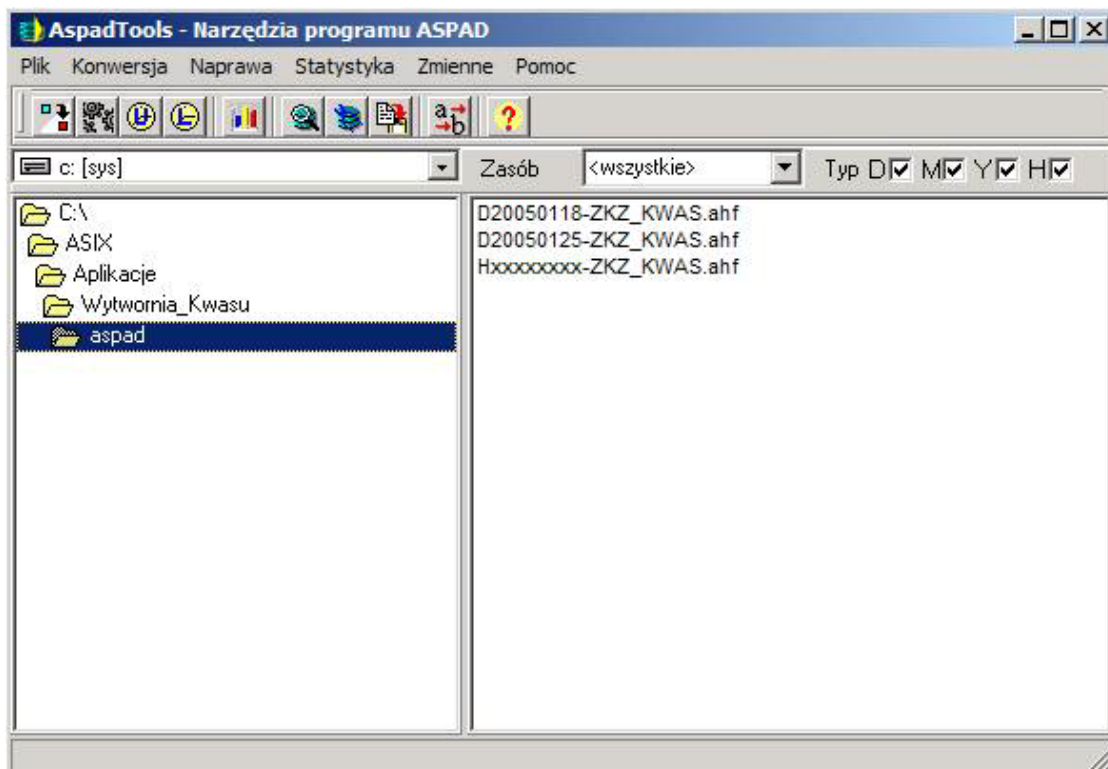 AspadTools - Narzędzia programu ASPAD
Plik Konwersja Naprawa Statystyka Zmienne Pomoc
c: [sys] Zasób <wszystkie> Typ D M Y H
C:\
ASIX
Aplikacje
Wytwornia_Kwasu
aspad
D20050118-ZKZ_KWAS.ahf
D20050125-ZKZ_KWAS.ahf
Hxxxxxxxx-ZKZ_KWAS.ahf